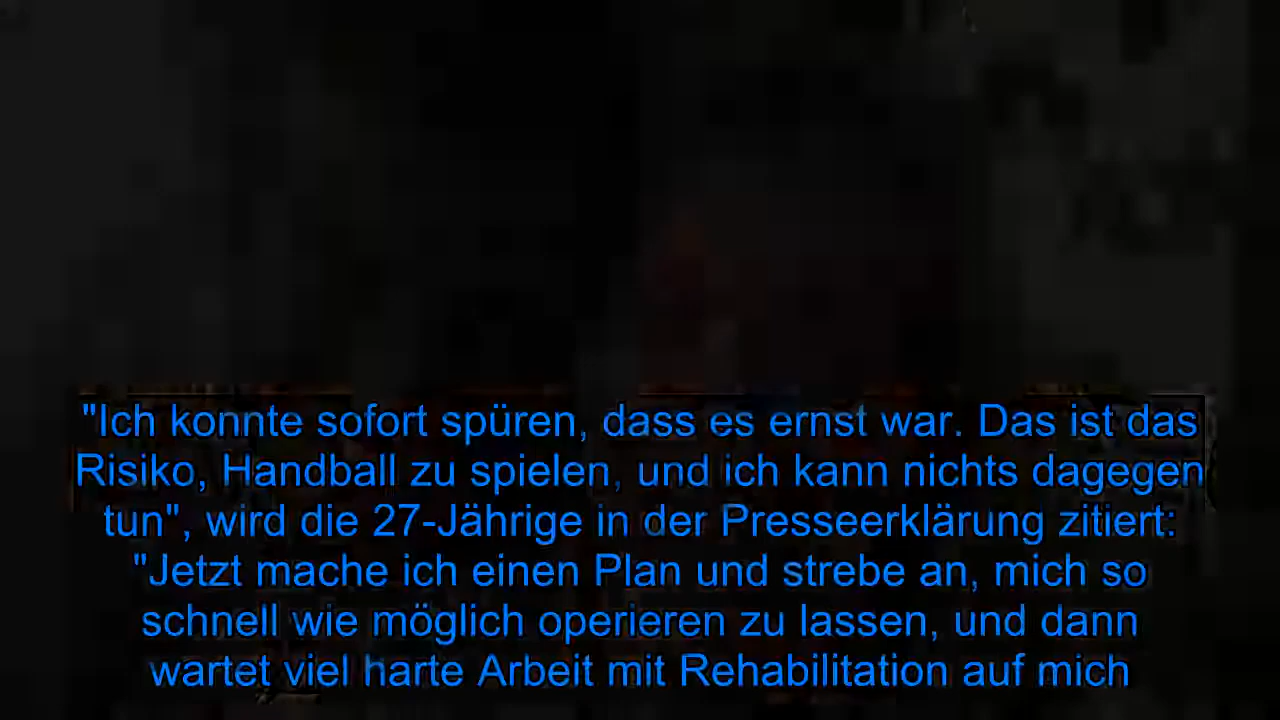 "Ich konnte sofort spüren, dass es ernst war. Das ist das
Risiko, Handball zu spielen, und ich kann nichts dagegen
tun", wird die 27-Jährige in der Presseerklärung zitiert:
"Jetzt mache ich einen Plan und strebe an, mich so
schnell wie möglich operieren zu lassen, und dann
wartet viel harte Arbeit mit Rehabilitation auf mich